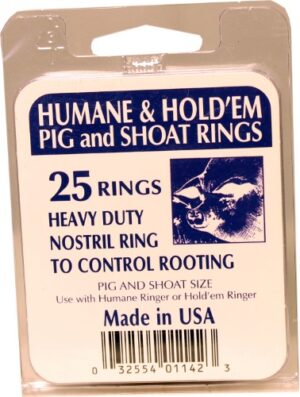 HUMANE & HOLD'EM
PIG and SHOAT RINGS
25 RINGS
HEAVY DUTY
NOSTRIL RING
TO CONTROL ROOTING
PIG AND SHOAT SIZE
Use with Humane Ringer or Hold'em Ringer
Made in USA
0 32554 01142 3